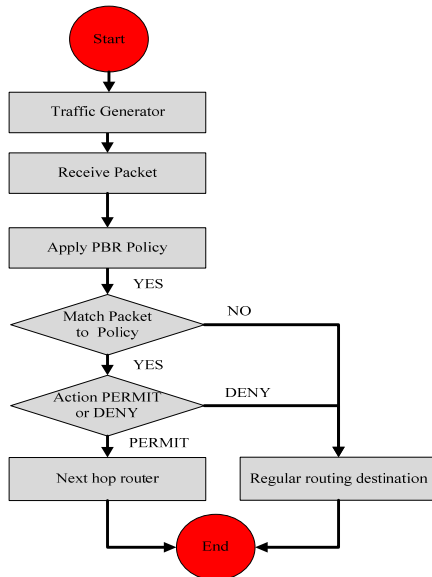 Start
Traffic Generator
Receive Packet
Apply PBR Policy
YES
Match Packet
to Policy
NO
YES
Action PERMIT
or DENY
DENY
PERMIT
Next hop router
Regular routing destination
End